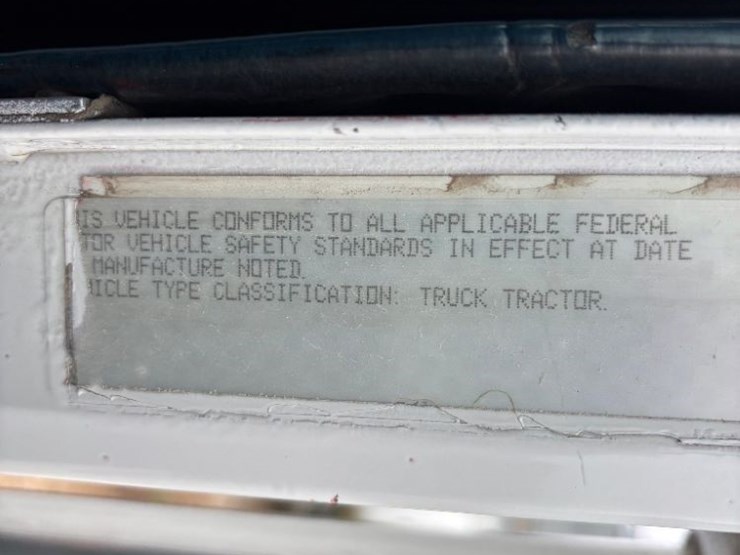 IS VEHICLE CONFORMS TO ALL APPLICABLE FEDERAL
TOR VEHICLE SAFETY STANDARDS IN EFFECT AT DATE
MANUFACTURE NOTED.
ICLE TYPE CLASSIFICATION: TRUCK TRACTOR.